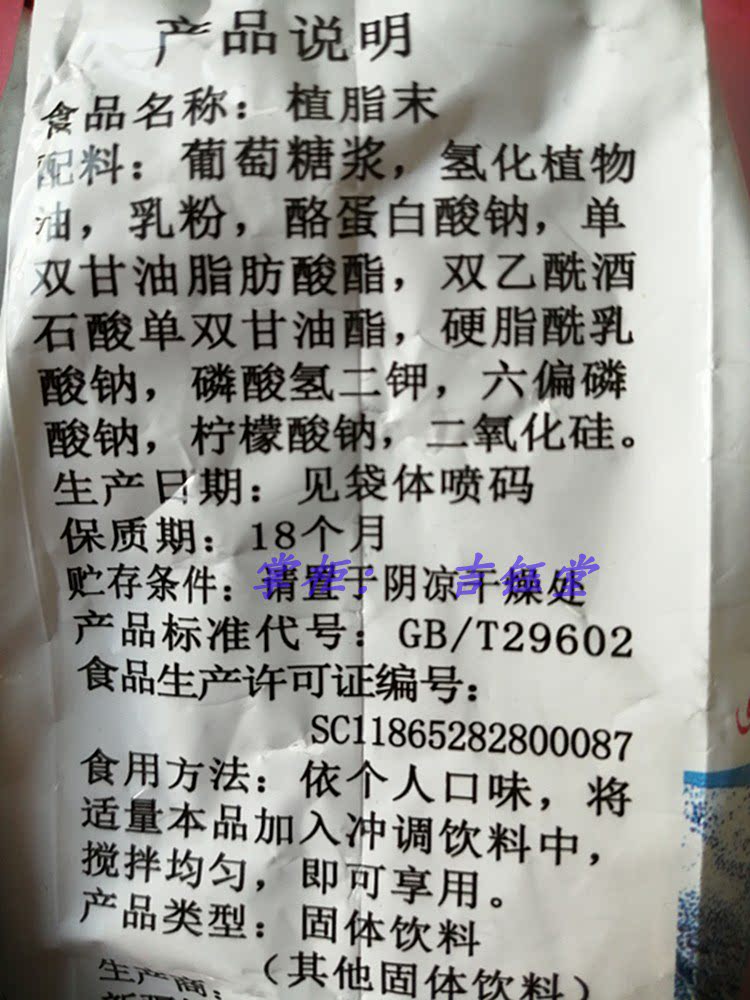 产品说明
食品名称：植脂末
配料：葡萄糖浆，氢化植物
油，乳粉，酪蛋白酸钠，单
双甘油脂肪酸酯，双乙酰酒
石酸单双甘油酯，硬脂酰乳
酸钠，磷酸氢二钾，六偏磷
酸钠，柠檬酸钠，二氧化硅。
生产日期：见袋体喷码
保质期：18个月
贮存条件：请置于阴凉干燥处
掌柜：吉缸堂
产品标准代号：GB/T29602
食品生产许可证编号：
SC11865282800087
食用方法：依个人口味，将
适量本品加入冲调饮料中，
搅拌均匀，即可享用。
产品类型：固体饮料
（其他固体饮料）
生产商：